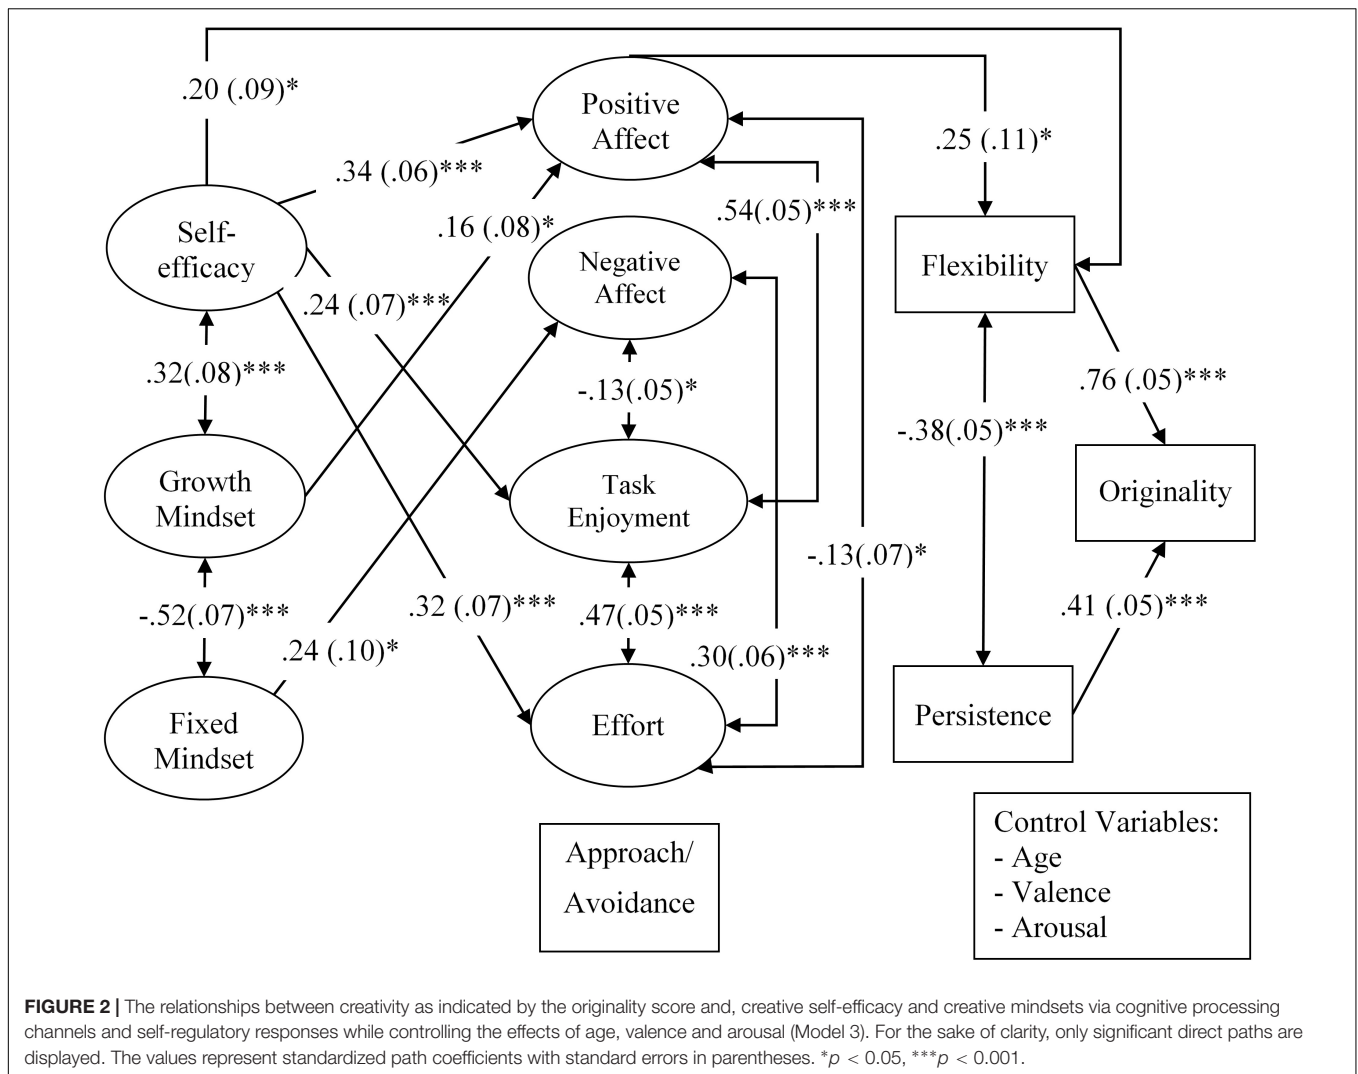 .20 (.09)*
Positive
Affect
.25 (.11)*
.34 (.06)***
.54(.05)***
.16 (.08)*
Self-
efficacy
Negative
Affect
Flexibility
.24 (.07)***
.32(.08)***
-.13(.05)*
.76 (.05)***
-.38(.05)***
Growth
Mindset
Task
Enjoyment
Originality
-.13(.07)*
-.52(.07)***
.32 (.07)***
.47(.05)***
.41 (.05)***
.24 (.10)*
.30(.06)***
Fixed
Mindset
Effort
Persistence
Approach/
Avoidance
Control Variables:
- Age
- Valence
- Arousal
FIGURE 2 | The relationships between creativity as indicated by the originality score and, creative self-efficacy and creative mindsets via cognitive processing
channels and self-regulatory responses while controlling the effects of age, valence and arousal (Model 3). For the sake of clarity, only significant direct paths are
displayed. The values represent standardized path coefficients with standard errors in parentheses. *p < 0.05, ***p < 0.001.